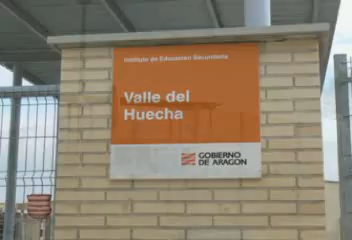 Instituto de Educación Secundaria
Valle del
Huecha
GOBIERNO
DE ARAGON